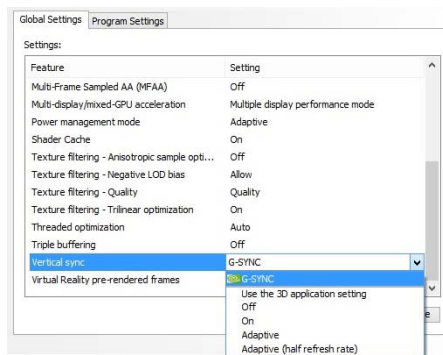 Global Settings Program Settings
Settings:
Feature Setting
Multi-Frame Sampled AA (MFAA) Off
Multi-display/mixed-GPU acceleration Multiple display performance mode
Power management mode Adaptive
Shader Cache On
Texture filtering - Anisotropic sample opti... Off
Texture filtering - Negative LOD bias Allow
Texture filtering - Quality Quality
Texture filtering - Trilinear optimization On
Threaded optimization Auto
Triple buffering Off
Vertical sync G-SYNC
Virtual Reality pre-rendered frames G-SYNC
Use the 3D application setting
Off
On
Adaptive
Adaptive (half refresh rate)